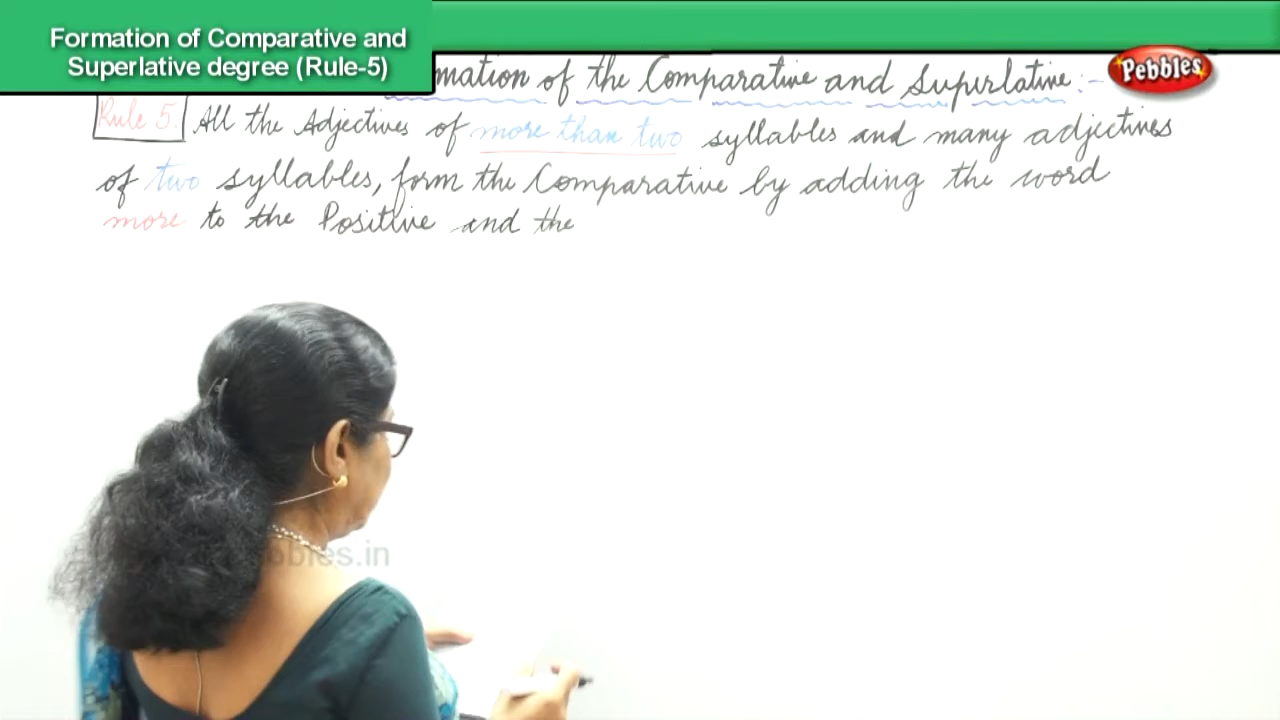 Formation of Comparative and
Superlative degree (Rule-5)
mation of the Comparative and Superlative:-
Pebbles
Rule 5. All the Adjectives of more than two syllables and many adjectives
of two syllables, form the Comparative by adding the word
more to the Positive and the
bles.in